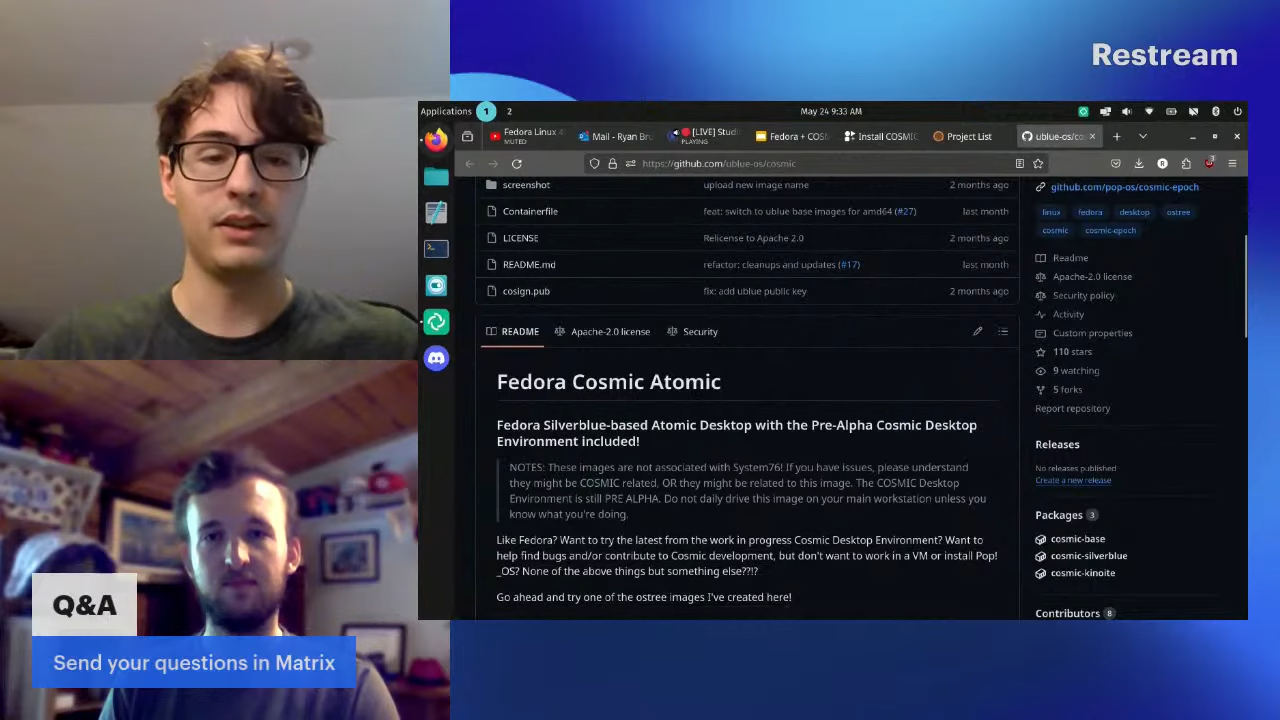 Restream
Applications 1 2 May 24 9:33 AM
Fedora Linux 4
MUTED
Mail - Ryan Bru
[LIVE] Studi
PLAYING
Fedora + COS
Install COSMIC
Project List
ublue-os/co
https://github.com/ublue-os/cosmic
screenshot upload new image name 2 months ago
Containerfile feat: switch to ublue base images for amd64 (#27) last month
LICENSE Relicense to Apache 2.0 2 months ago
README.md refactor: cleanups and updates (#17) last month
cosign.pub fix: add ublue public key 2 months ago
README Apache-2.0 license Security
Fedora Cosmic Atomic
Fedora Silverblue-based Atomic Desktop with the Pre-Alpha Cosmic Desktop
Environment included!
NOTES: These images are not associated with System76! If you have issues, please understand
they might be COSMIC related, OR they might be related to this image. The COSMIC Desktop
Environment is still PRE ALPHA. Do not daily drive this image on your main workstation unless you
know what you're doing.
Like Fedora? Want to try the latest from the work in progress Cosmic Desktop Environment? Want to
help find bugs and/or contribute to Cosmic development, but don't want to work in a VM or install Pop!
_OS? None of the above things but something else??!?
Go ahead and try one of the ostree images I've created here!
github.com/pop-os/cosmic-epoch
linux fedora desktop ostree
cosmic cosmic-epoch
Readme
Apache-2.0 license
Security policy
Activity
Custom properties
110 stars
9 watching
5 forks
Report repository
Releases
No releases published
Create a new release
Packages 3
cosmic-base
cosmic-silverblue
cosmic-kinoite
Contributors 8
Q&A
Send your questions in Matrix